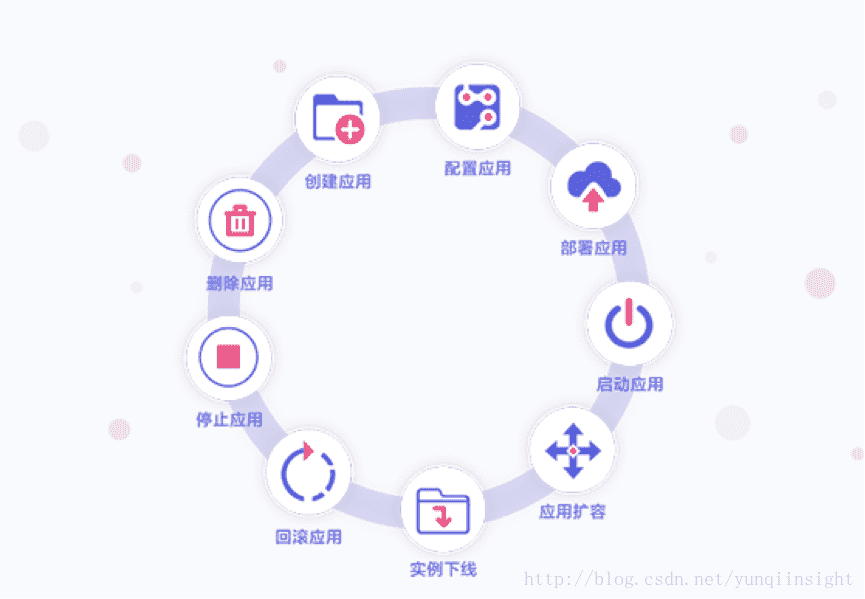 创建应用
配置应用
部署应用
启动应用
应用扩容
实例下线
回滚应用
停止应用
删除应用
http://blog.csdn.net/yunqiinsight